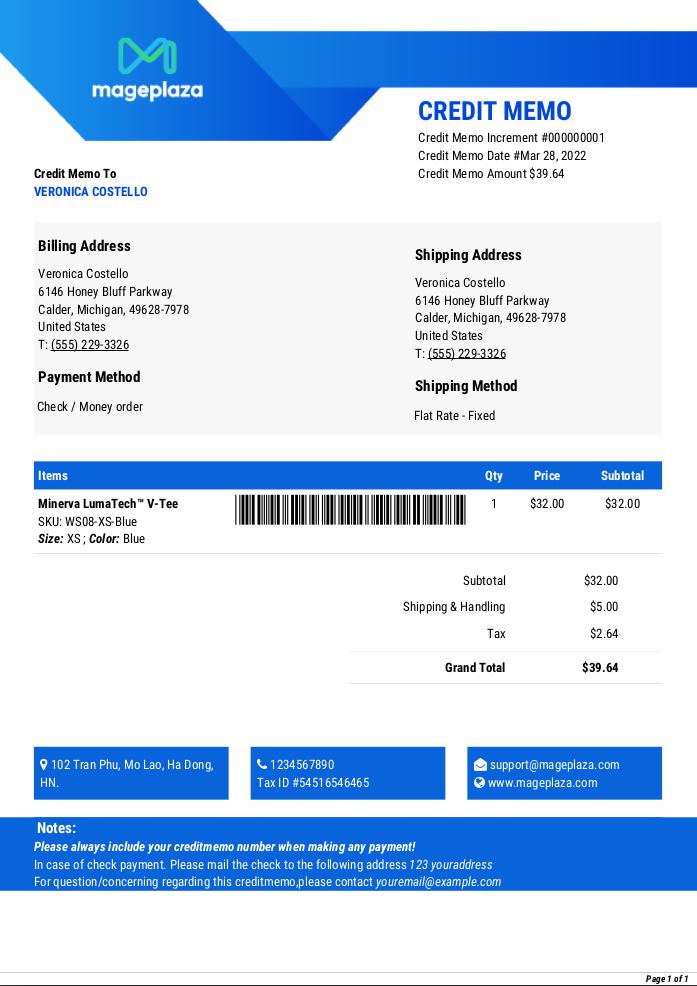 mageplaza
CREDIT MEMO
Credit Memo Increment #000000001
Credit Memo Date #Mar 28, 2022
Credit Memo Amount $39.64
Credit Memo To
VERONICA COSTELLO
Billing Address
Veronica Costello
6146 Honey Bluff Parkway
Calder, Michigan, 49628-7978
United States
T: (555) 229-3326
Payment Method
Check / Money order
Shipping Address
Veronica Costello
6146 Honey Bluff Parkway
Calder, Michigan, 49628-7978
United States
T: (555) 229-3326
Shipping Method
Flat Rate - Fixed
Items Qty Price Subtotal
Minerva LumaTech™ V-Tee 1 $32.00 $32.00
SKU: WS08-XS-Blue
Size: XS ; Color: Blue
Subtotal $32.00
Shipping & Handling $5.00
Tax $2.64
Grand Total $39.64
102 Tran Phu, Mo Lao, Ha Dong,
HN.
1234567890
Tax ID #54516546465
support@mageplaza.com
www.mageplaza.com
Notes:
Please always include your creditmemo number when making any payment!
In case of check payment. Please mail the check to the following address 123 youraddress
For question/concerning regarding this creditmemo,please contact youremail@example.com
Page 1 of 1